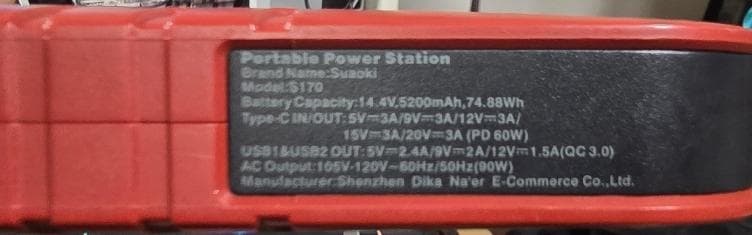 Portable Power Station
Brand Name:Suaoki
Model:S170
Battery Capacity:14.4V,5200mAh,74.88Wh
Type-C IN/OUT:5V⎓3A/9V⎓3A/12V⎓3A/
15V⎓3A/20V⎓3A (PD 60W)
USB1&USB2 OUT:5V⎓2.4A/9V⎓2A/12V⎓1.5A(QC 3.0)
AC Output:105V-120V~60Hz/50Hz(90W)
Manufacturer:Shenzhen Dika Na'er E-Commerce Co.,Ltd.